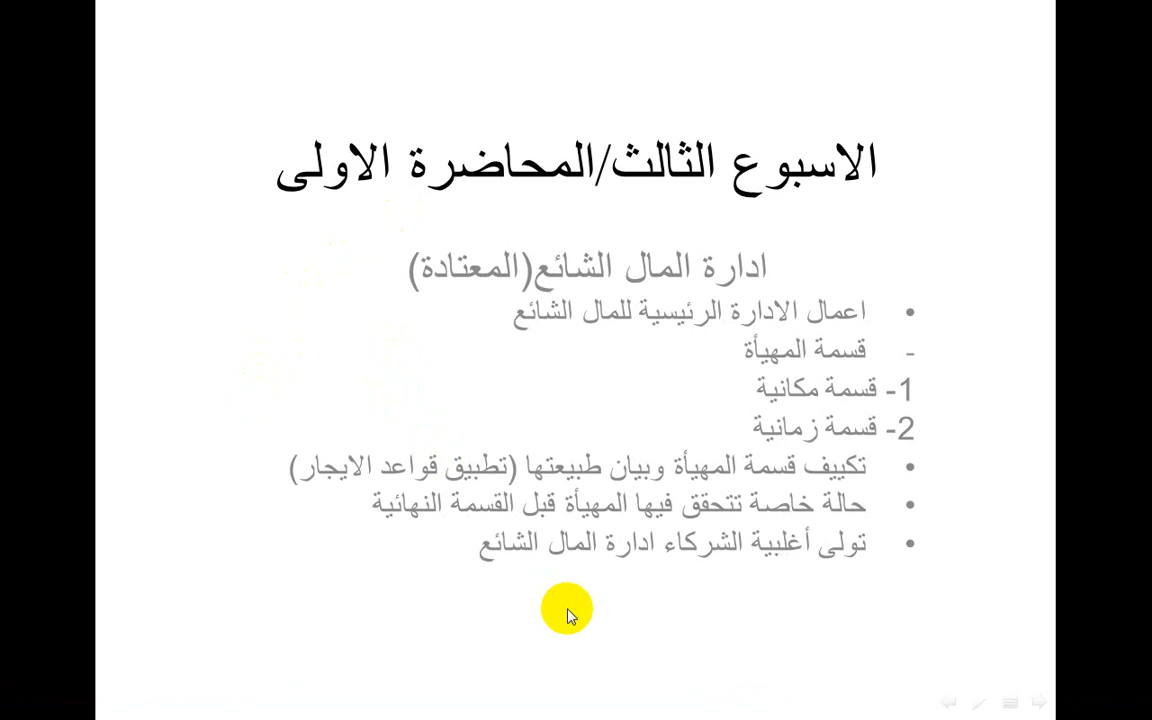 الاسبوع الثالث/المحاضرة الاولى
ادارة المال الشائع(المعتادة)
• اعمال الادارة الرئيسية للمال الشائع
- قسمة المهيأة
1- قسمة مكانية
2- قسمة زمانية
• تكييف قسمة المهيأة وبيان طبيعتها (تطبيق قواعد الايجار)
• حالة خاصة تتحقق فيها المهيأة قبل القسمة النهائية
• تولى أغلبية الشركاء ادارة المال الشائع